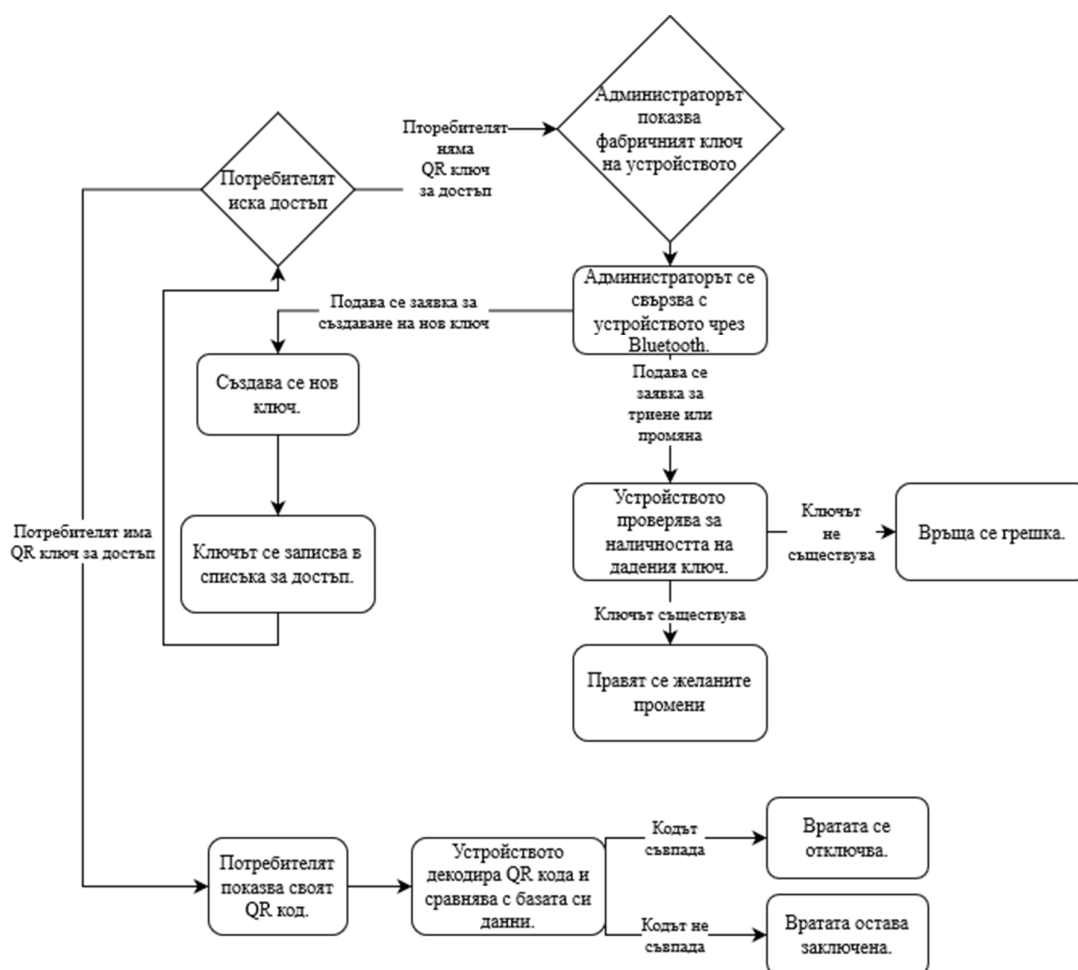 Администраторът
показва
фабричният ключ
на устройството
Пторебителят
няма
QR ключ
за достъп
Потребителят
иска достъп
Администраторът се
свързва с
устройството чрез
Bluetooth.
Подава се заявка за
създаване на нов ключ
Създава се нов
ключ.
Подава се
заявка за
триене или
промяна
Устройството
проверява за
наличността на
дадения ключ.
Ключът
не
съществува
Връща се грешка.
Потребителят има
QR ключ за достъп
Ключът се записва в
списъка за достъп.
Ключът съществува
Правят се желаните
промени
Потребителят
показва своят
QR код.
Устройството
декодира QR кода и
сравнява с базата си
данни.
Кодът
съвпада
Вратата се
отключва.
Кодът не
съвпада
Вратата остава
заключена.